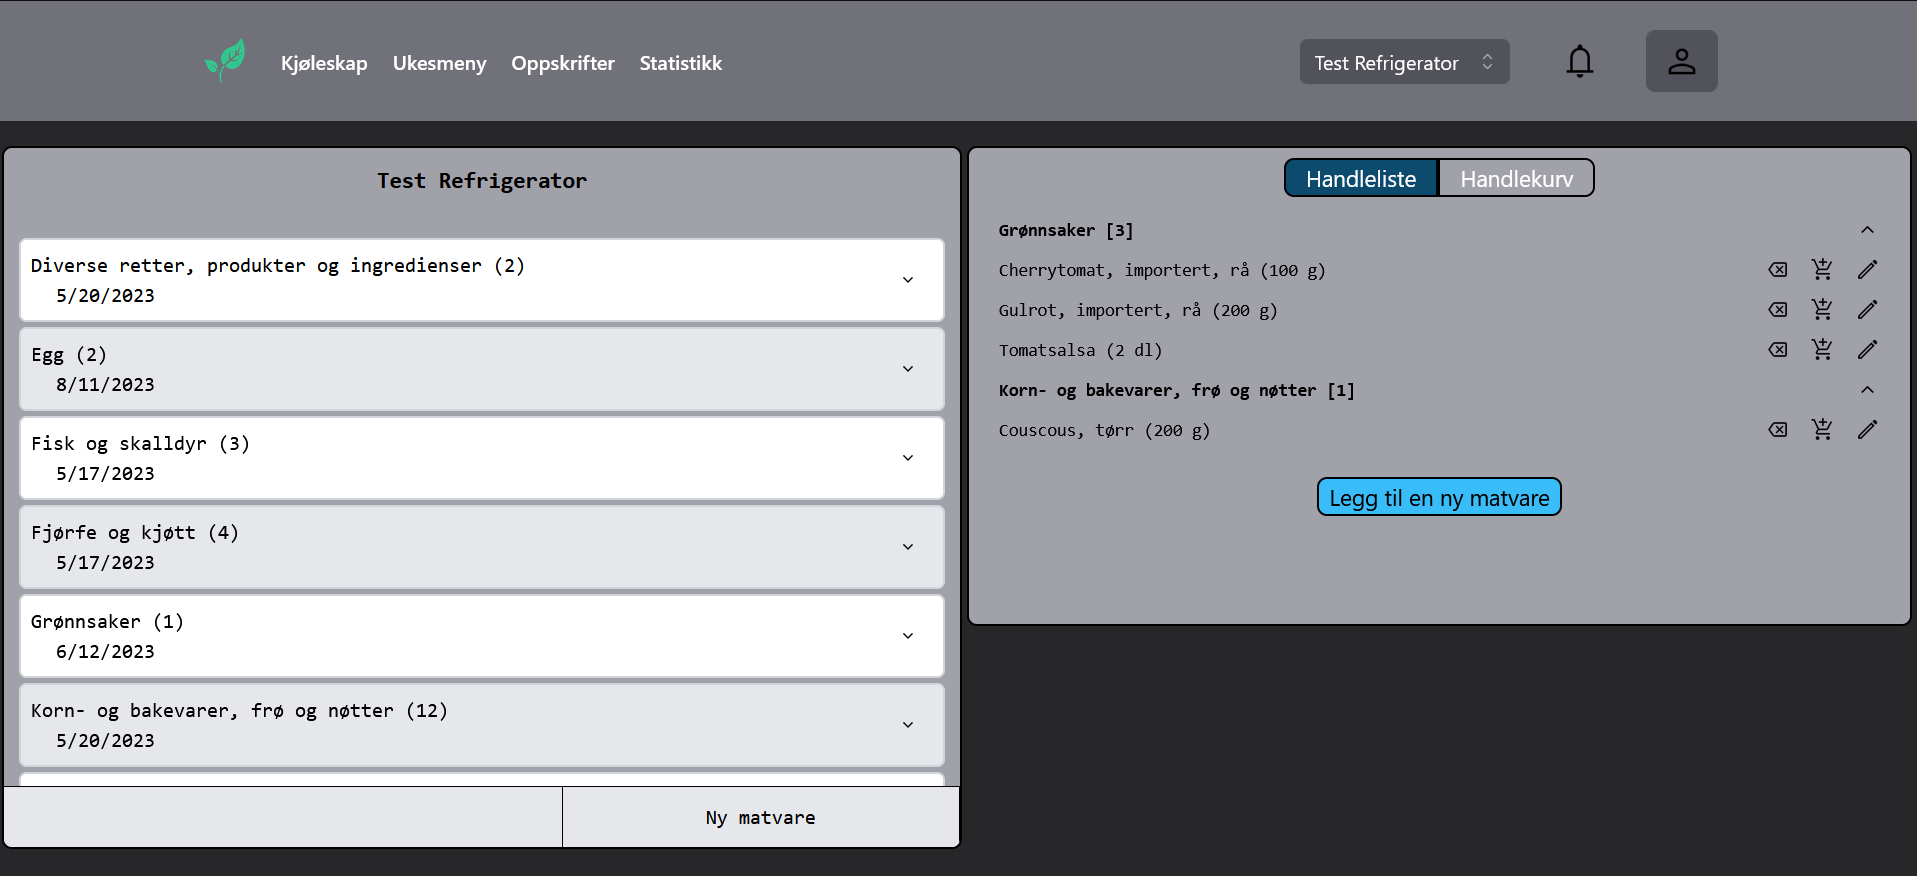 Kjøleskap Ukesmeny Oppskrifter Statistikk
Test Refrigerator
Test Refrigerator
Diverse retter, produkter og ingredienser (2)
5/20/2023
Egg (2)
8/11/2023
Fisk og skalldyr (3)
5/17/2023
Fjørfe og kjøtt (4)
5/17/2023
Grønnsaker (1)
6/12/2023
Korn- og bakevarer, frø og nøtter (12)
5/20/2023
Ny matvare
Handleliste Handlekurv
Grønnsaker [3]
Cherrytomat, importert, rå (100 g)
Gulrot, importert, rå (200 g)
Tomatsalsa (2 dl)
Korn- og bakevarer, frø og nøtter [1]
Couscous, tørr (200 g)
Legg til en ny matvare